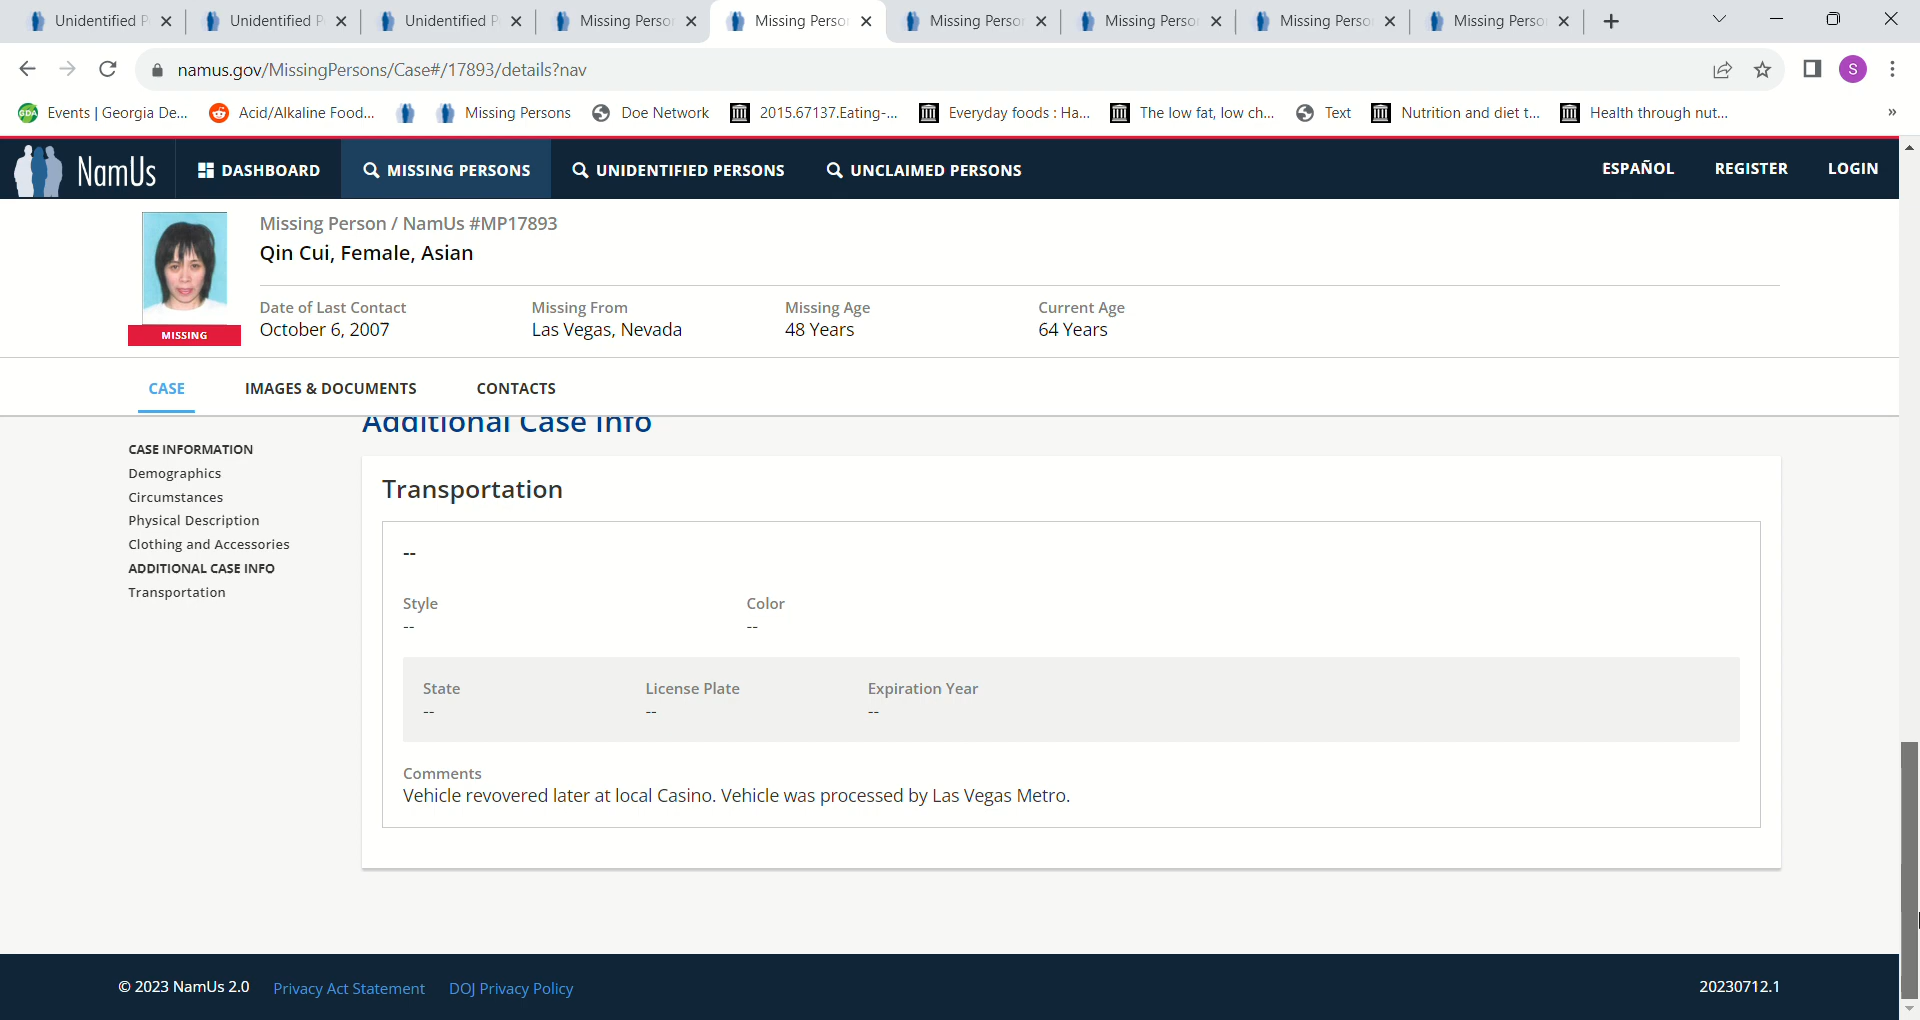 Unidentified P
Unidentified P
Unidentified P
Missing Person
Missing Person
Missing Person
Missing Person
Missing Person
Missing Person
namus.gov/MissingPersons/Case#/17893/details?nav
S
GDA Events | Georgia De...
Acid/Alkaline Food...
Missing Persons
Doe Network
2015.67137.Eating-...
Everyday foods : Ha...
The low fat, low ch...
Text
Nutrition and diet t...
Health through nut...
»
NamUs
DASHBOARD
MISSING PERSONS
UNIDENTIFIED PERSONS
UNCLAIMED PERSONS
ESPAÑOL
REGISTER
LOGIN
MISSING
Missing Person / NamUs #MP17893
Qin Cui, Female, Asian
Date of Last Contact
October 6, 2007
Missing From
Las Vegas, Nevada
Missing Age
48 Years
Current Age
64 Years
CASE
IMAGES & DOCUMENTS
CONTACTS
CASE INFORMATION
Demographics
Circumstances
Physical Description
Clothing and Accessories
ADDITIONAL CASE INFO
Transportation
Additional Case Info
Transportation
--
Style
--
Color
--
State
--
License Plate
--
Expiration Year
--
Comments
Vehicle revovered later at local Casino. Vehicle was processed by Las Vegas Metro.
© 2023 NamUs 2.0
Privacy Act Statement
DOJ Privacy Policy
20230712.1